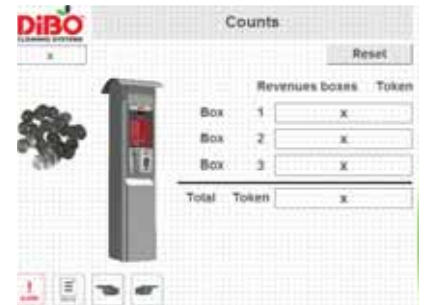 DiBO
CLEANING SYSTEMS
Counts
x
Reset
Revenues boxes Token
Box 1 x
Box 2 x
Box 3 x
Total Token x